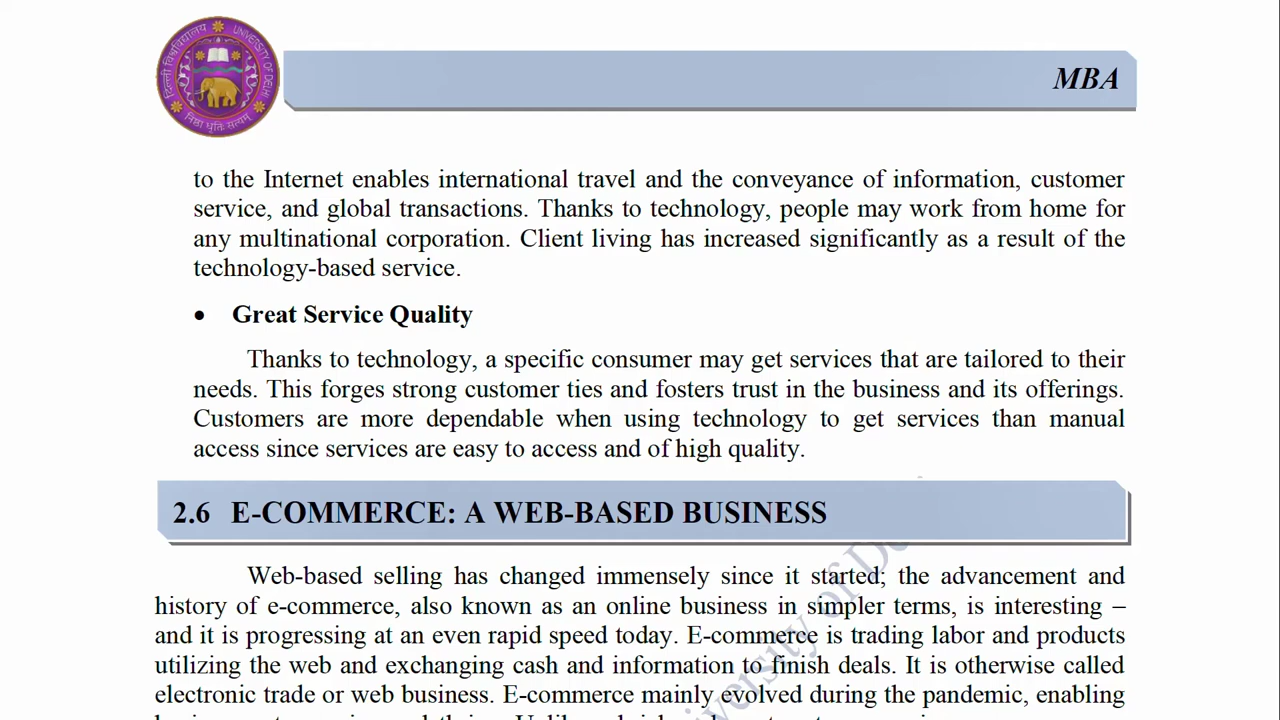 दिल्ली विश्वविद्यालय
UNIVERSITY OF DELHI
निष्ठा धृतिः सत्यम्
MBA
to the Internet enables international travel and the conveyance of information, customer
service, and global transactions. Thanks to technology, people may work from home for
any multinational corporation. Client living has increased significantly as a result of the
technology-based service.
• Great Service Quality
Thanks to technology, a specific consumer may get services that are tailored to their
needs. This forges strong customer ties and fosters trust in the business and its offerings.
Customers are more dependable when using technology to get services than manual
access since services are easy to access and of high quality.
2.6 E-COMMERCE: A WEB-BASED BUSINESS
Web-based selling has changed immensely since it started; the advancement and
history of e-commerce, also known as an online business in simpler terms, is interesting –
and it is progressing at an even rapid speed today. E-commerce is trading labor and products
utilizing the web and exchanging cash and information to finish deals. It is otherwise called
electronic trade or web business. E-commerce mainly evolved during the pandemic, enabling